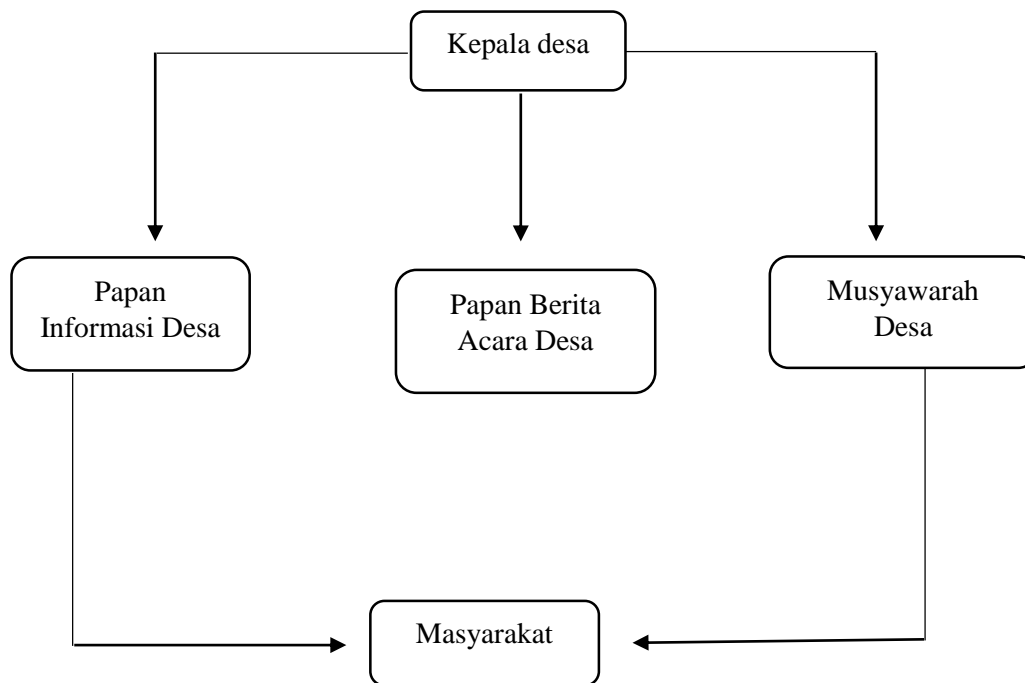 Kepala desa
Papan
Informasi Desa
Papan Berita
Acara Desa
Musyawarah
Desa
Masyarakat